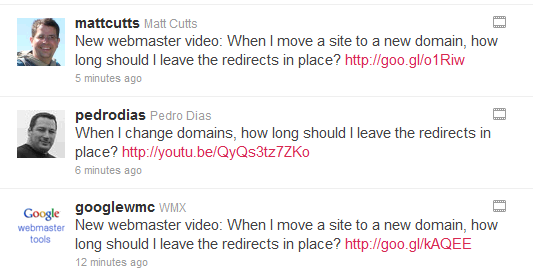 mattcutts Matt Cutts
New webmaster video: When I move a site to a new domain, how
long should I leave the redirects in place? http://goo.gl/o1Riw
5 minutes ago
pedrodias Pedro Dias
When I change domains, how long should I leave the redirects in
place? http://youtu.be/QyQs3tz7ZKo
6 minutes ago
Google
webmaster
tools
googlewmc WMX
New webmaster video: When I move a site to a new domain, how
long should I leave the redirects in place? http://goo.gl/kAQEE
12 minutes ago